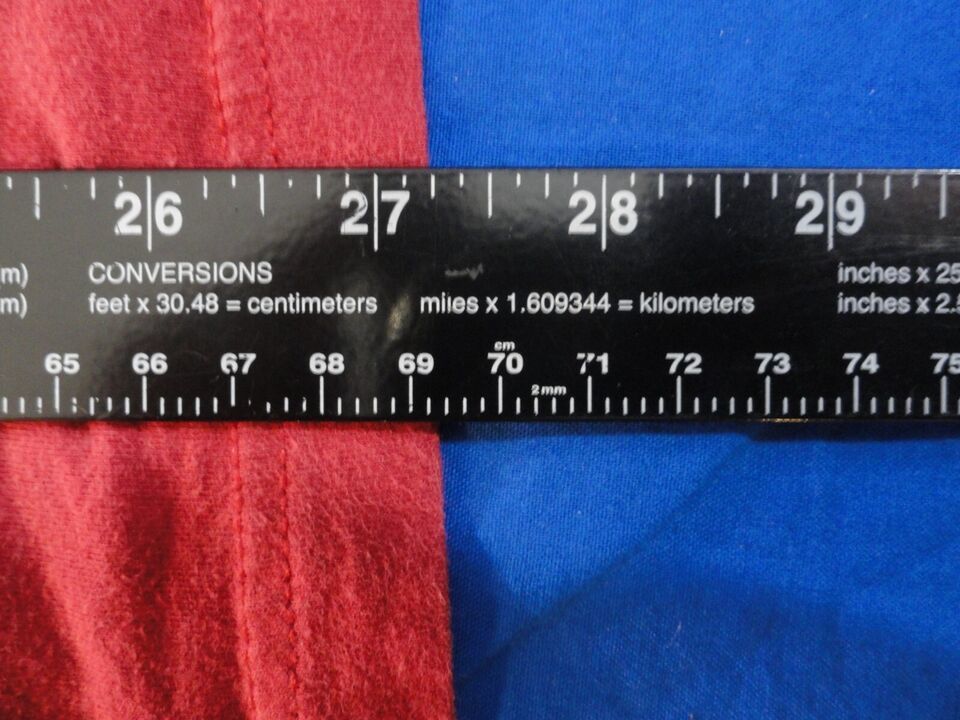 26 27 28 29
m) CONVERSIONS inches x 25
m) feet x 30.48 = centimeters miles x 1.609344 = kilometers inches x 2.5
cm
65 66 67 68 69 70 71 72 73 74 75
2mm